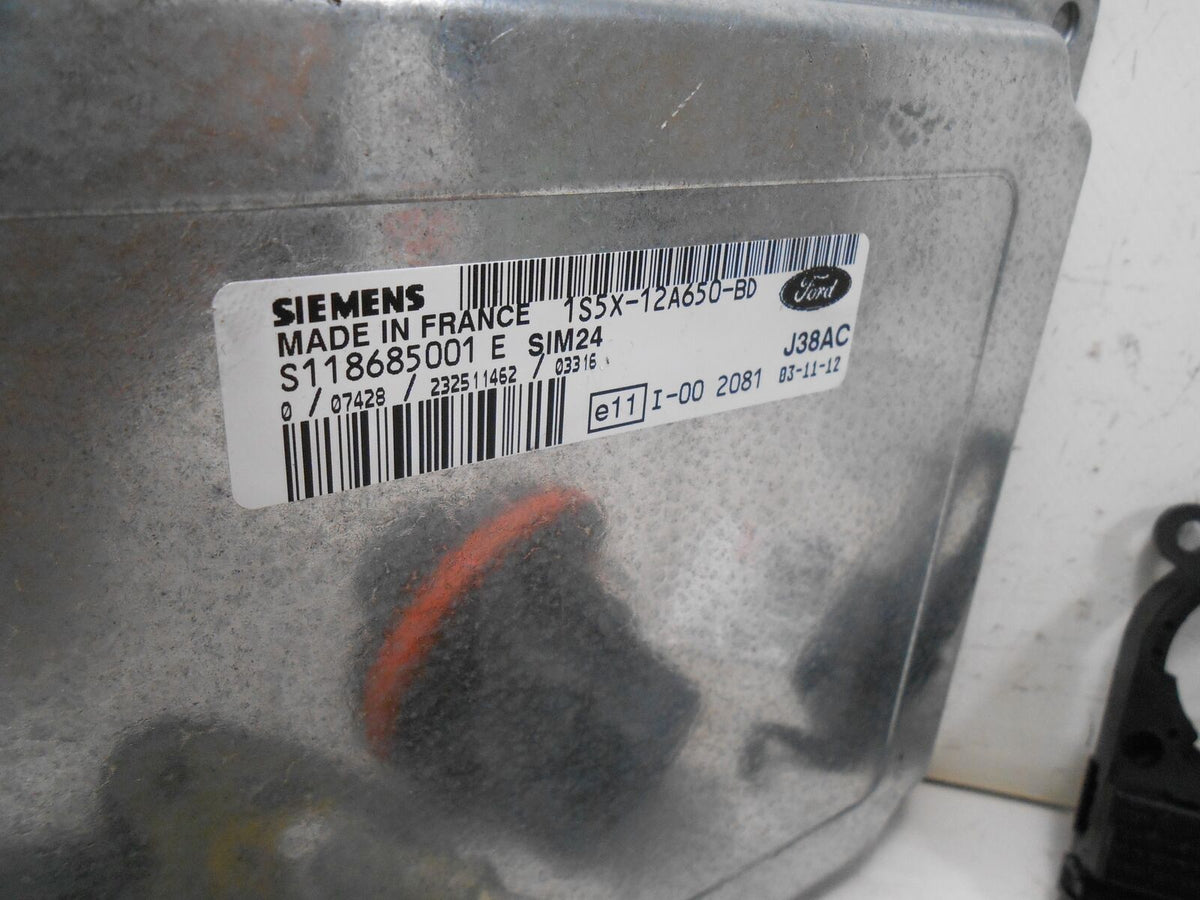 SIEMENS
MADE IN FRANCE 1S5X-12A650-BD
Ford
S118685001 E SIM24
J38AC
0 / 07428 / 232511462 / 03316
e11 I-00 2081 03-11-12